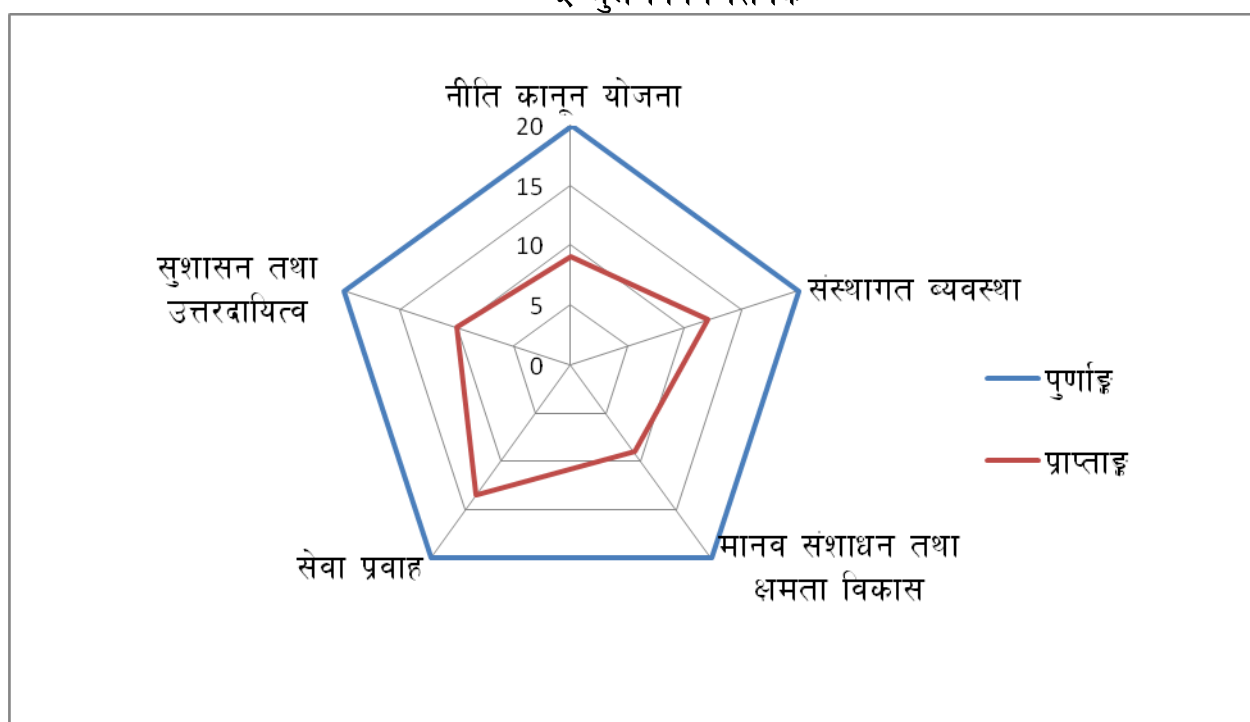 नीति कानून योजना
20
15
10
5
0
संस्थागत ब्यवस्था
मानव संशाधन तथा
क्षमता विकास
सेवा प्रवाह
सुशासन तथा
उत्तरदायित्व
पुर्णाङ्क
प्राप्ताङ्क